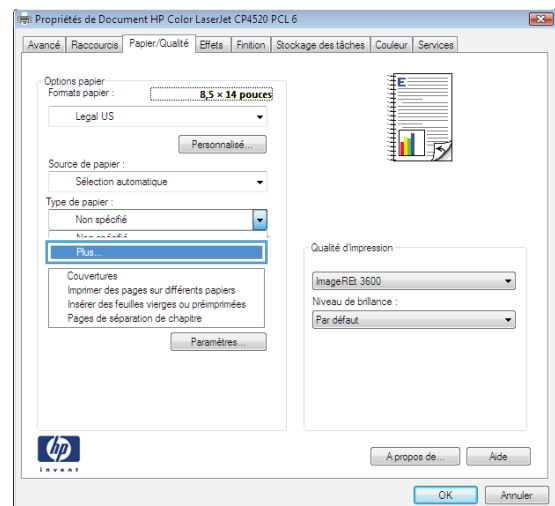 Propriétés de Document HP Color LaserJet CP4520 PCL 6
Avancé Raccourcis Papier/Qualité Effets Finition Stockage des tâches Couleur Services
Options papier
Formats papier :
8,5 × 14 pouces
Legal US
Personnalisé...
Source de papier :
Sélection automatique
Type de papier :
Non spécifié
Non spécifié
Plus...
Couvertures
Imprimer des pages sur différents papiers
Insérer des feuilles vierges ou préimprimées
Pages de séparation de chapitre
Paramètres...
E
Qualité d'impression
ImageREt 3600
Niveau de brillance :
Par défaut
hp
invent
A propos de...
Aide
OK
Annuler